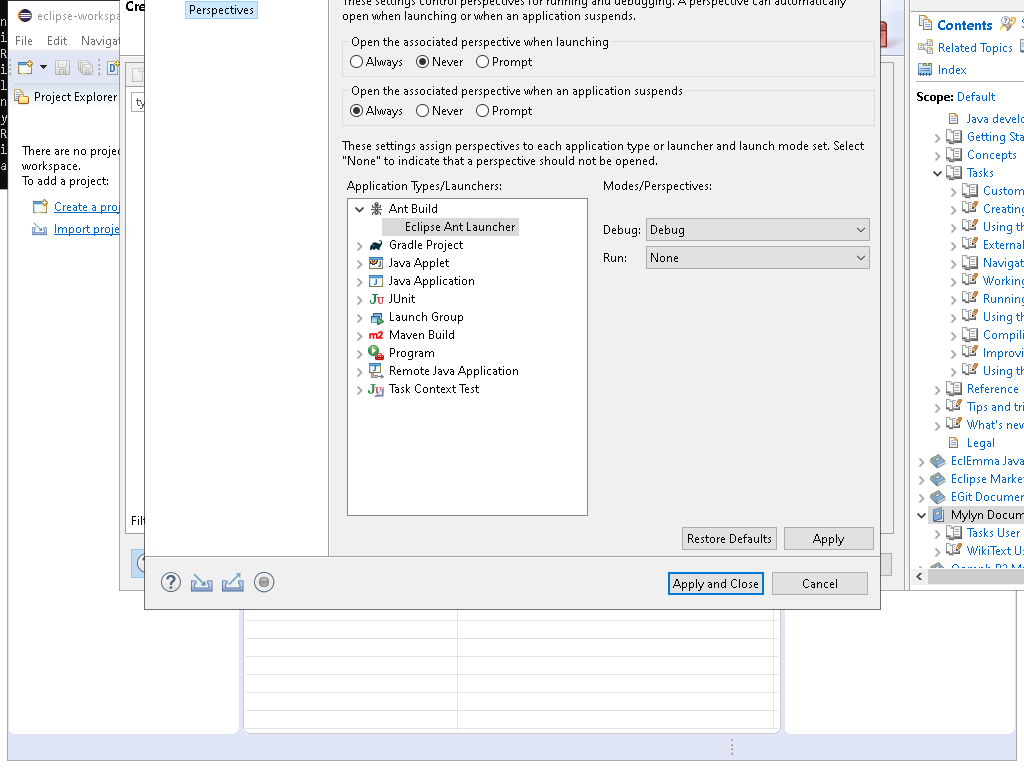 eclipse-workspa
File Edit Navigat
Project Explorer
There are no projec
workspace.
To add a project:
Create a proj
Import proje
Cre
ty
Filt
Perspectives
These settings control perspectives for running and debugging. A perspective can automatically
open when launching or when an application suspends.
Open the associated perspective when launching
Always Never Prompt
Open the associated perspective when an application suspends
Always Never Prompt
These settings assign perspectives to each application type or launcher and launch mode set. Select
"None" to indicate that a perspective should not be opened.
Application Types/Launchers:
Modes/Perspectives:
Ant Build
Eclipse Ant Launcher
Gradle Project
Java Applet
Java Application
JUnit
Launch Group
Maven Build
Program
Remote Java Application
Task Context Test
Debug: Debug
Run: None
Restore Defaults Apply
Apply and Close Cancel
Contents
Related Topics
Index
Scope: Default
Java develo
Getting Sta
Concepts
Tasks
Custom
Creating
Using th
External
Navigat
Working
Running
Using th
Compili
Improvi
Using th
Reference
Tips and tri
What's new
Legal
EclEmma Java
Eclipse Marke
EGit Documen
Mylyn Docum
Tasks User
WikiText Us